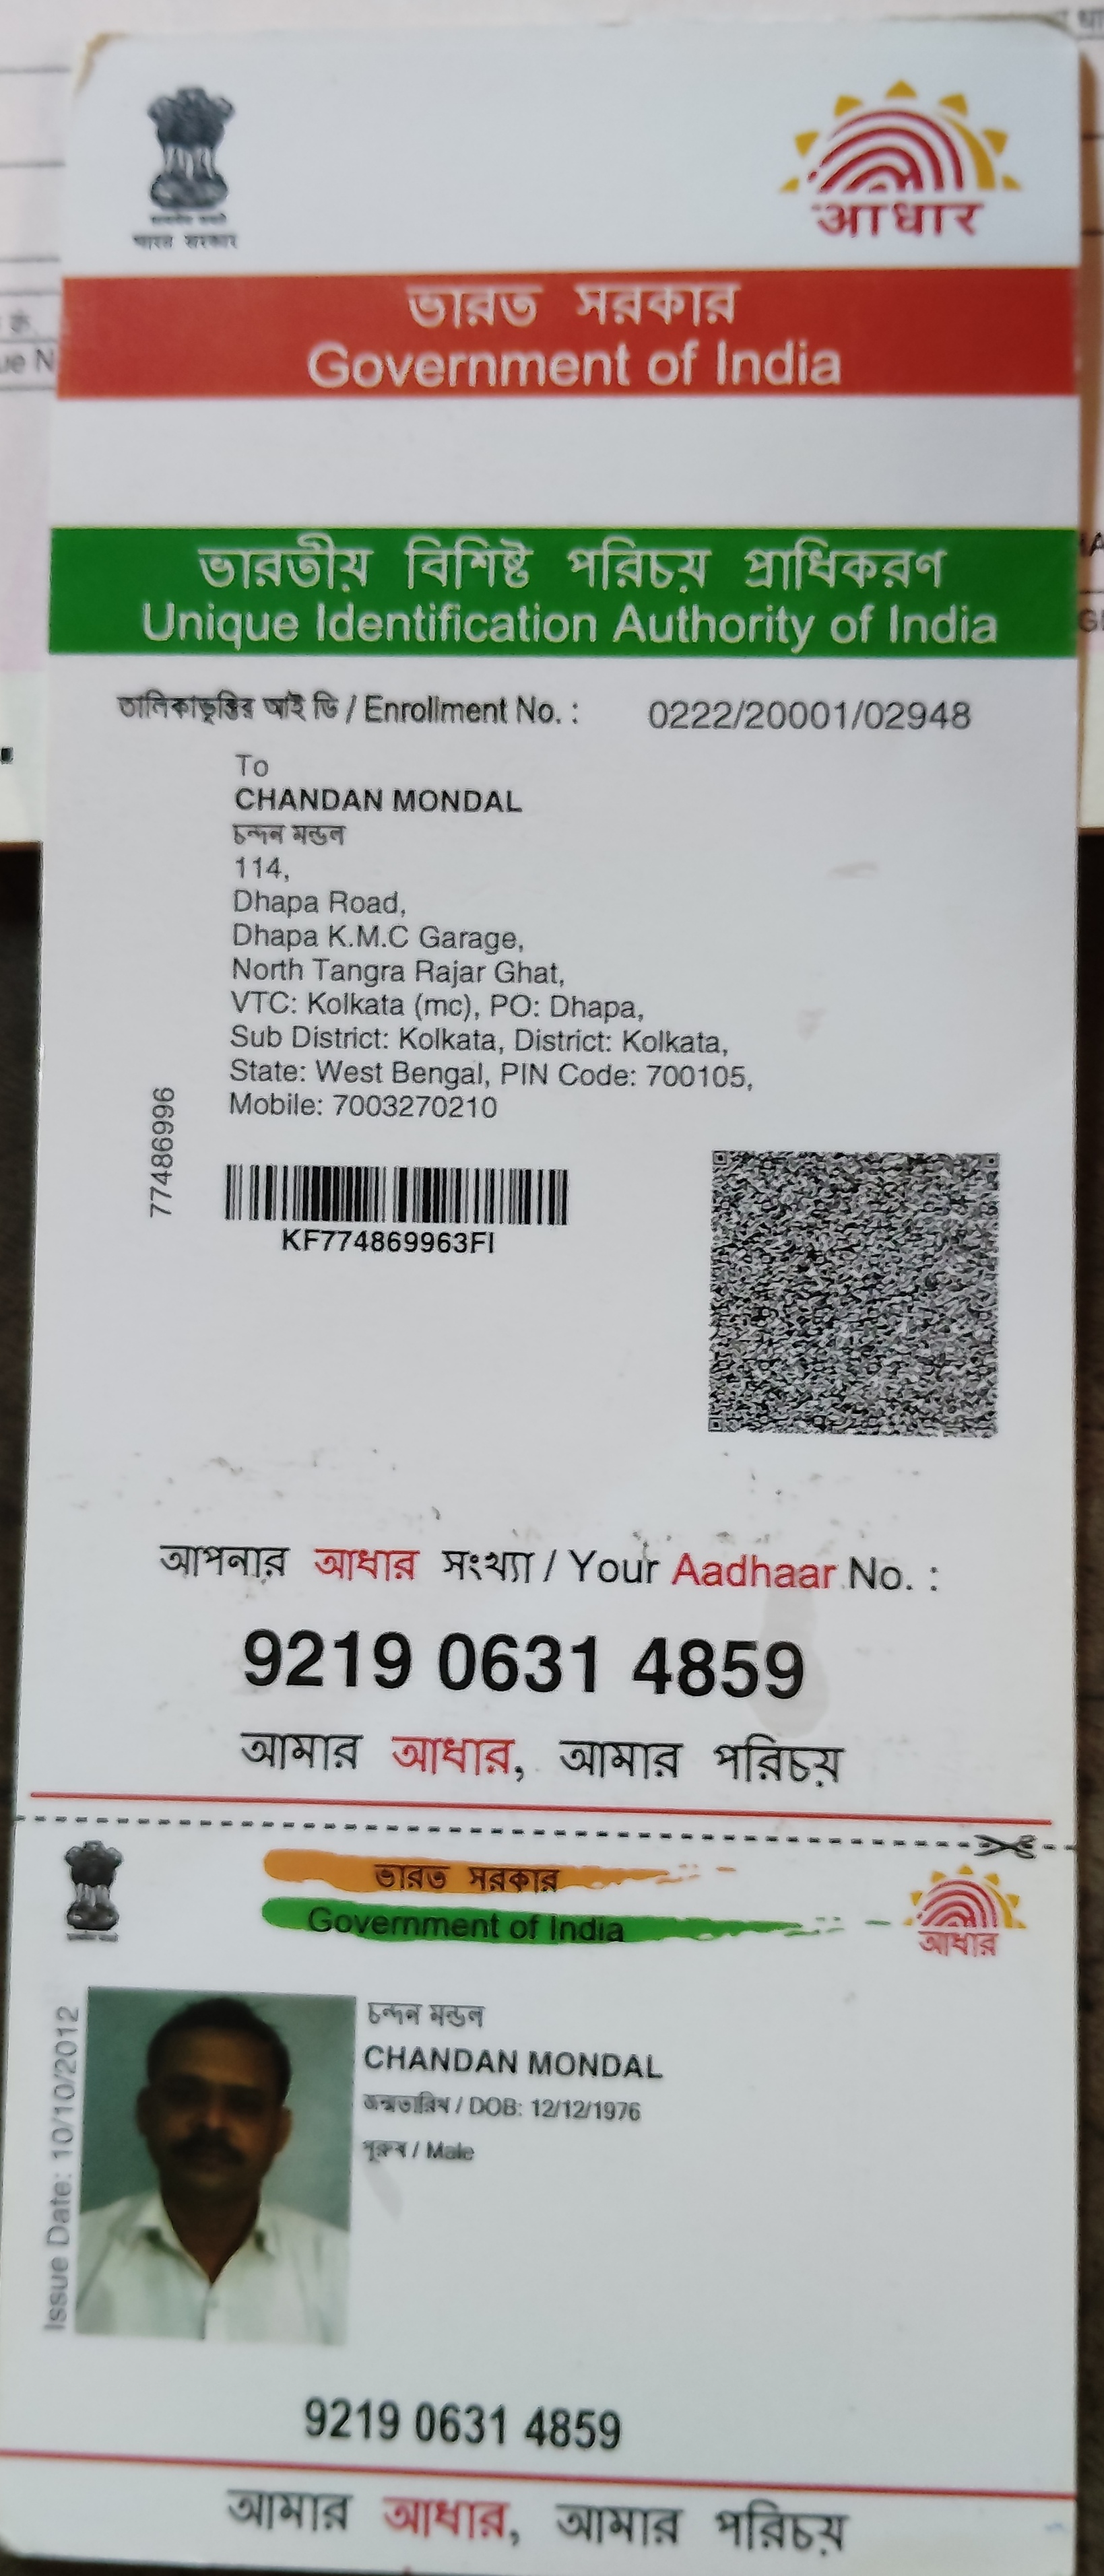 भारत सरकार
आधार
ভারত সরকার
Government of India
ভারতীয় বিশিষ্ট পরিচয় প্রাধিকরণ
Unique Identification Authority of India
তালিকাভুক্তির আই ডি / Enrollment No. : 0222/20001/02948
To
CHANDAN MONDAL
চন্দন মন্ডল
114,
Dhapa Road,
Dhapa K.M.C Garage,
North Tangra Rajar Ghat,
VTC: Kolkata (mc), PO: Dhapa,
Sub District: Kolkata, District: Kolkata,
State: West Bengal, PIN Code: 700105,
Mobile: 7003270210
77486996
KF774869963FI
আপনার আধার সংখ্যা / Your Aadhaar No. :
9219 0631 4859
আমার আধার, আমার পরিচয়
ভারত সরকার
Government of India
আধার
Issue Date: 10/10/2012
চন্দন মন্ডল
CHANDAN MONDAL
জন্মতারিখ / DOB: 12/12/1976
পুরুষ / Male
9219 0631 4859
আমার আধার, আমার পরিচয়